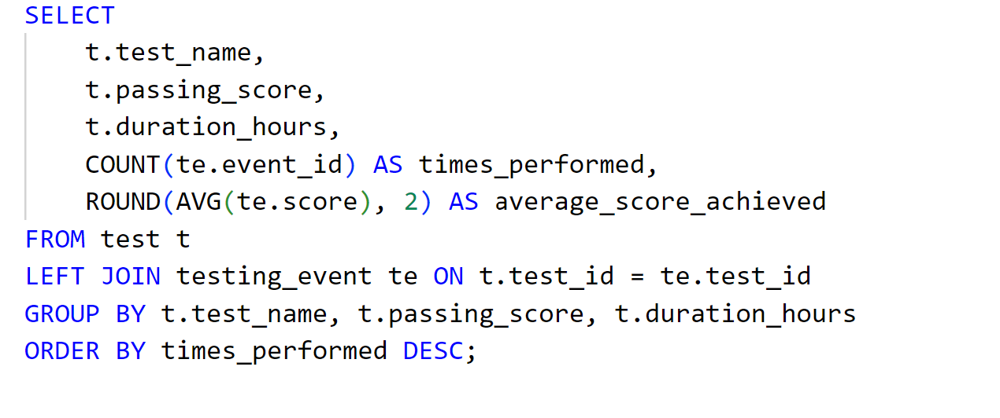 SELECT
    t.test_name,
    t.passing_score,
    t.duration_hours,
    COUNT(te.event_id) AS times_performed,
    ROUND(AVG(te.score), 2) AS average_score_achieved
FROM test t
LEFT JOIN testing_event te ON t.test_id = te.test_id
GROUP BY t.test_name, t.passing_score, t.duration_hours
ORDER BY times_performed DESC;